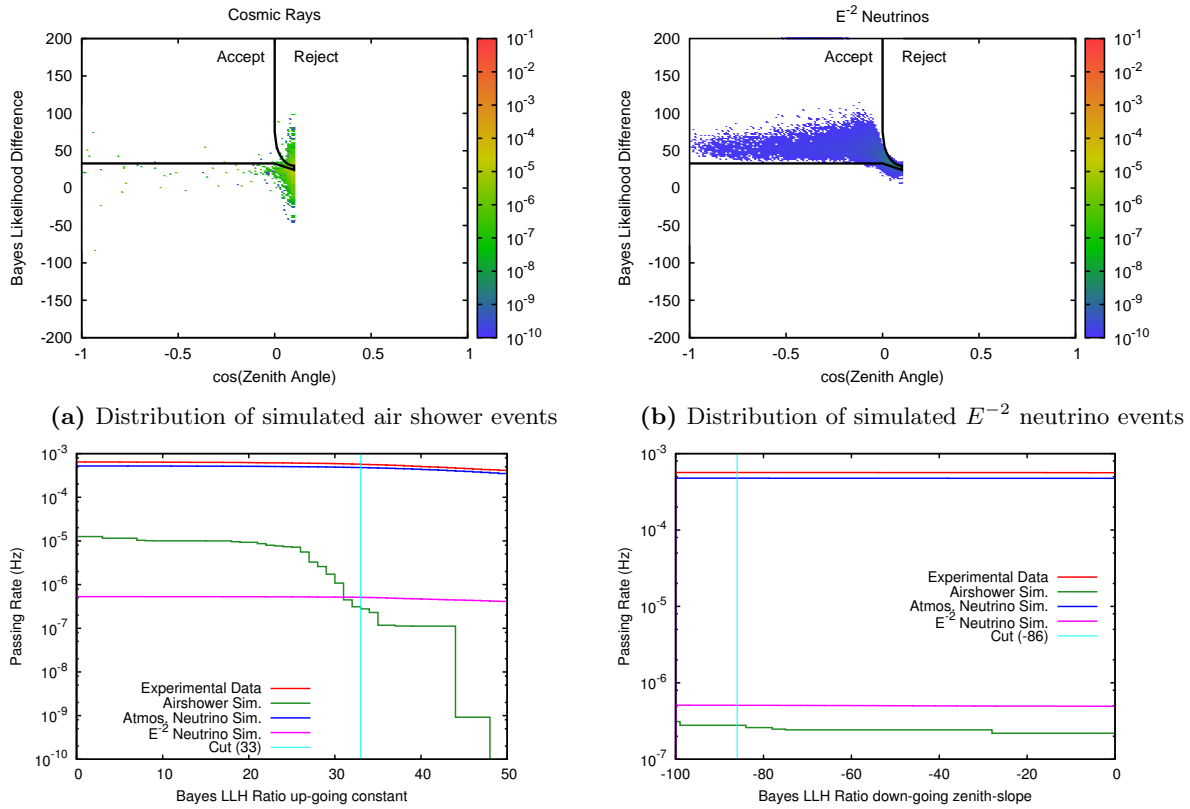 Cosmic Rays
Accept Reject
Bayes Likelihood Difference
200
150
100
50
0
-50
-100
-150
-200
-1 -0.5 0 0.5 1
cos(Zenith Angle)
10^-1
10^-2
10^-3
10^-4
10^-5
10^-6
10^-7
10^-8
10^-9
10^-10
E^-2 Neutrinos
Accept Reject
Bayes Likelihood Difference
200
150
100
50
0
-50
-100
-150
-200
-1 -0.5 0 0.5 1
cos(Zenith Angle)
10^-1
10^-2
10^-3
10^-4
10^-5
10^-6
10^-7
10^-8
10^-9
10^-10
(a) Distribution of simulated air shower events
(b) Distribution of simulated E^−2 neutrino events
Passing Rate (Hz)
10^-3
10^-4
10^-5
10^-6
10^-7
10^-8
10^-9
10^-10
Experimental Data
Airshower Sim.
Atmos. Neutrino Sim.
E^-2 Neutrino Sim.
Cut (33)
0 10 20 30 40 50
Bayes LLH Ratio up-going constant
Passing Rate (Hz)
10^-3
10^-4
10^-5
10^-6
10^-7
Experimental Data
Airshower Sim.
Atmos. Neutrino Sim.
E^-2 Neutrino Sim.
Cut (-86)
-100 -80 -60 -40 -20 0
Bayes LLH Ratio down-going zenith-slope